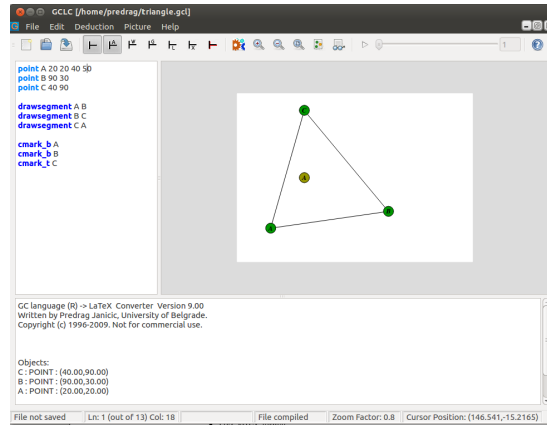 GCLC [/home/predrag/triangle.gcl]
File Edit Deduction Picture Help
1
point A 20 20 40 50
point B 90 30
point C 40 90
drawsegment A B
drawsegment B C
drawsegment C A
cmark_b A
cmark_b B
cmark_t C
C
A
B
A
GC language (R) -> LaTeX Converter Version 9.00
Written by Predrag Janicic, University of Belgrade.
Copyright (c) 1996-2009. Not for commercial use.
Objects:
C : POINT : (40.00,90.00)
B : POINT : (90.00,30.00)
A : POINT : (20.00,20.00)
File not saved Ln: 1 (out of 13) Col: 18 File compiled Zoom Factor: 0.8 Cursor Position: (146.541,-15.2165)